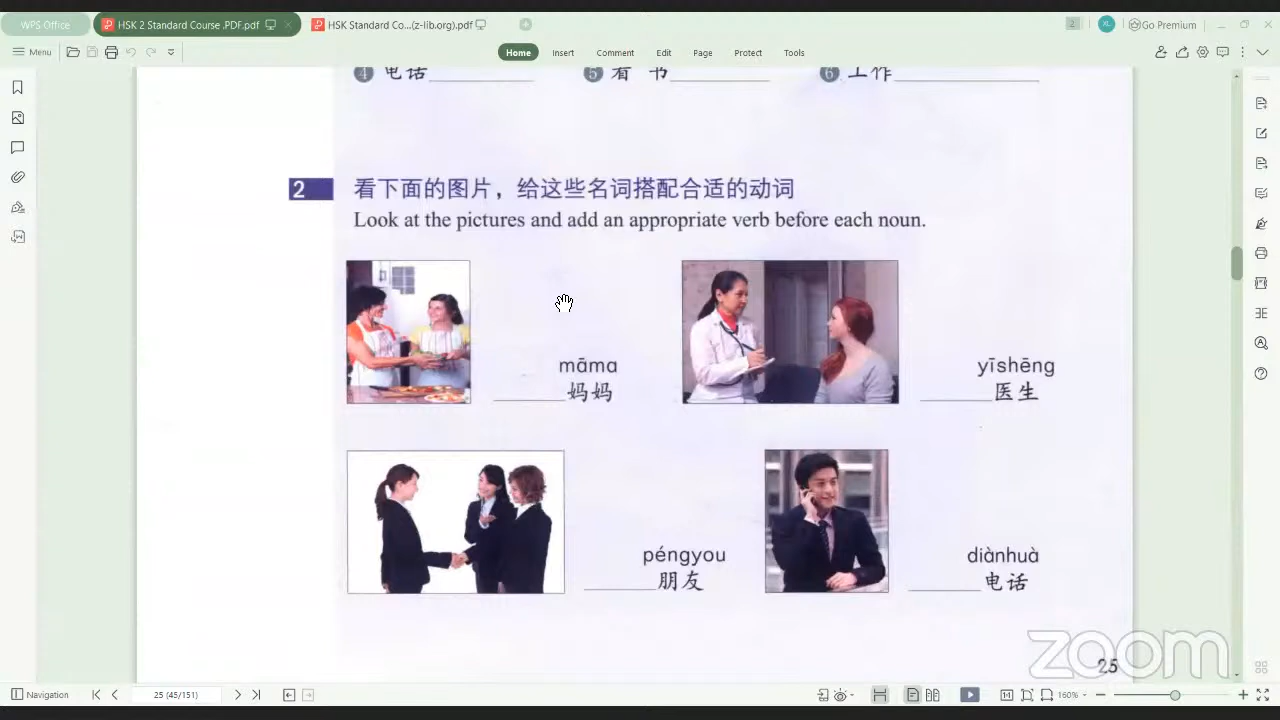 WPS Office
HSK 2 Standard Course .PDF.pdf
HSK Standard Co...(z-lib.org).pdf
2
XL
Go Premium
Menu
Home
Insert
Comment
Edit
Page
Protect
Tools
4 电话
5 看 书
6 工作
2
看下面的图片，给这些名词搭配合适的动词
Look at the pictures and add an appropriate verb before each noun.
māma
妈妈
yīshēng
医生
péngyou
朋友
diànhuà
电话
zoom
25
Navigation
25 (45/151)
160%